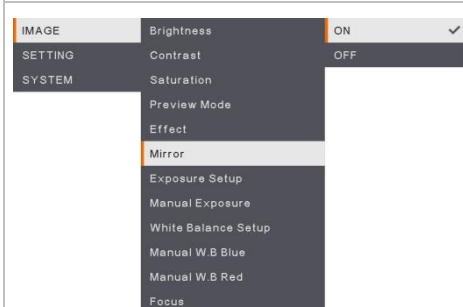 IMAGE
SETTING
SYSTEM
Brightness
Contrast
Saturation
Preview Mode
Effect
Mirror
Exposure Setup
Manual Exposure
White Balance Setup
Manual W.B Blue
Manual W.B Red
Focus
ON
OFF